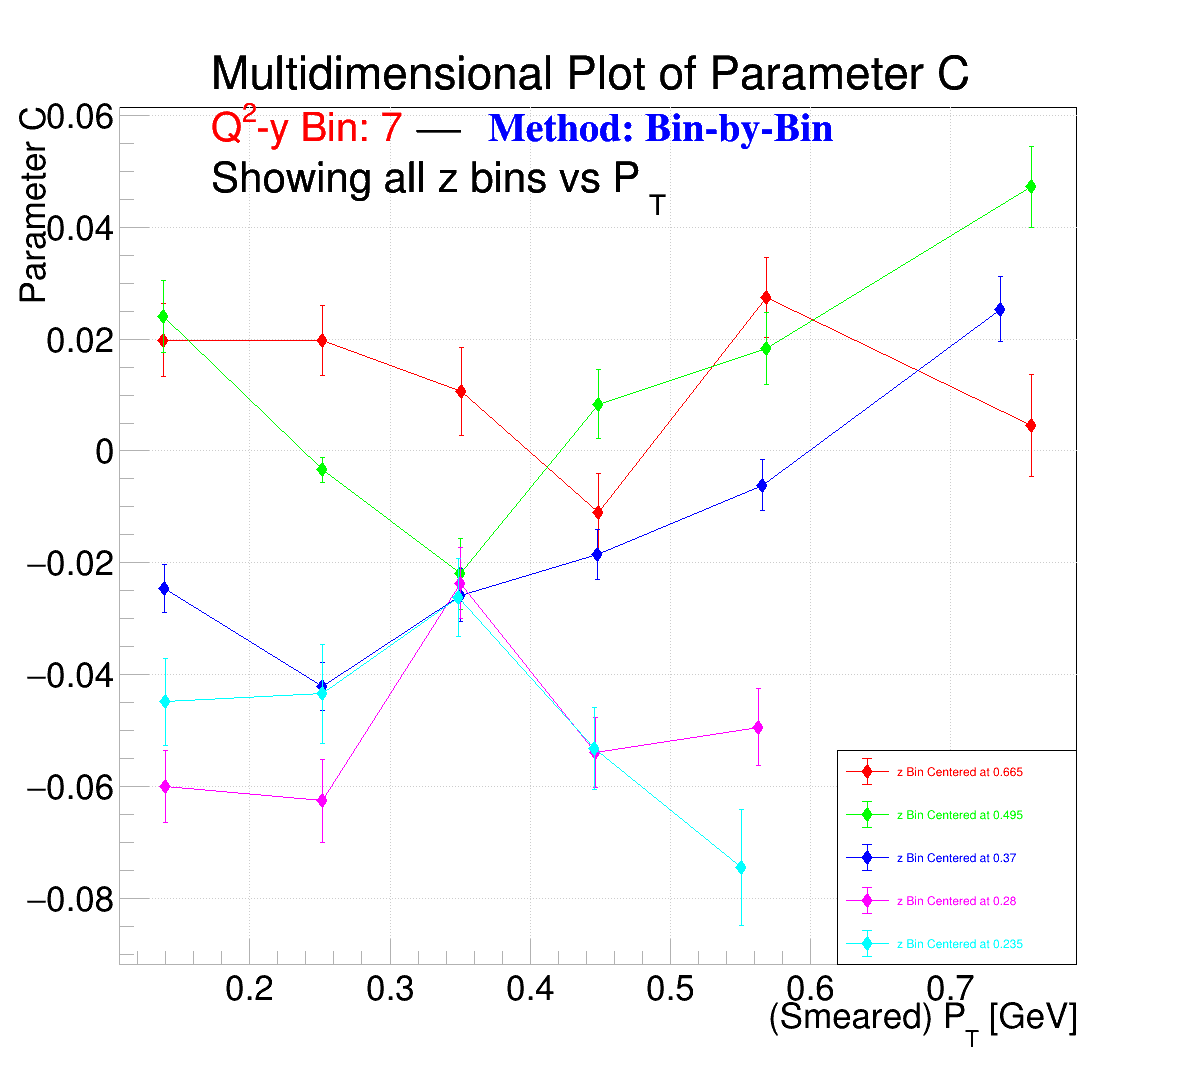 Multidimensional Plot of Parameter C
Q²-y Bin: 7 — Method: Bin-by-Bin
Showing all z bins vs P_T
Parameter C
0.06
0.04
0.02
0
−0.02
−0.04
−0.06
−0.08
z Bin Centered at 0.665
z Bin Centered at 0.495
z Bin Centered at 0.37
z Bin Centered at 0.28
z Bin Centered at 0.235
0.2 0.3 0.4 0.5 0.6 0.7
(Smeared) P_T [GeV]